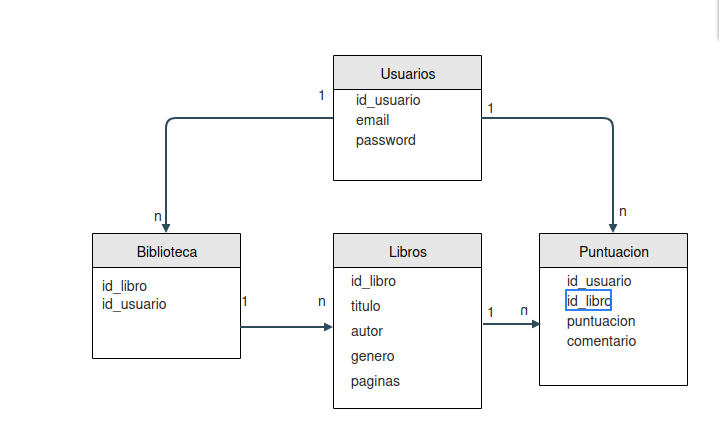 Usuarios
id_usuario
email
password
1
1
n
n
Biblioteca
id_libro
id_usuario
1
n
Libros
id_libro
titulo
autor
genero
paginas
1
n
Puntuacion
id_usuario
id_libro
puntuacion
comentario